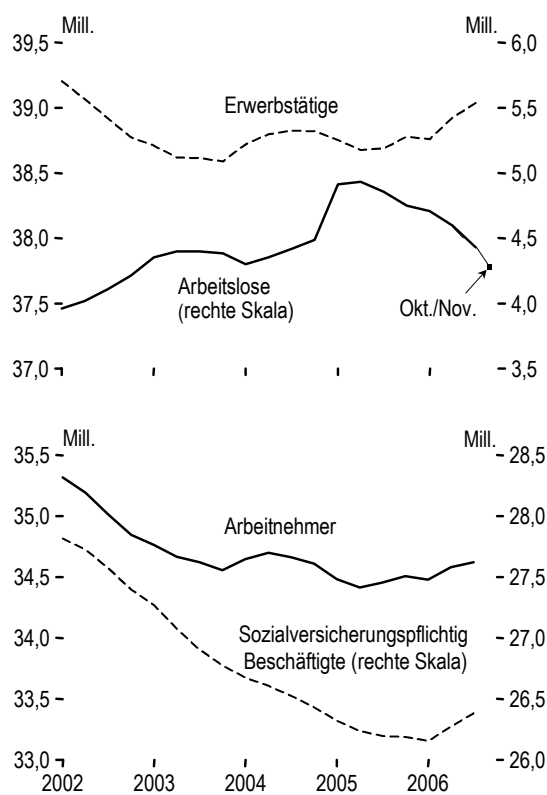 Mill. Mill.
39,5 6,0
39,0 5,5
Erwerbstätige
38,5 5,0
38,0 4,5
Arbeitslose
(rechte Skala)
Okt./Nov.
37,5 4,0
37,0 3,5
Mill. Mill.
35,5 28,5
35,0 28,0
Arbeitnehmer
34,5 27,5
34,0 27,0
Sozialversicherungspflichtig
Beschäftigte (rechte Skala)
33,5 26,5
33,0 26,0
2002 2003 2004 2005 2006